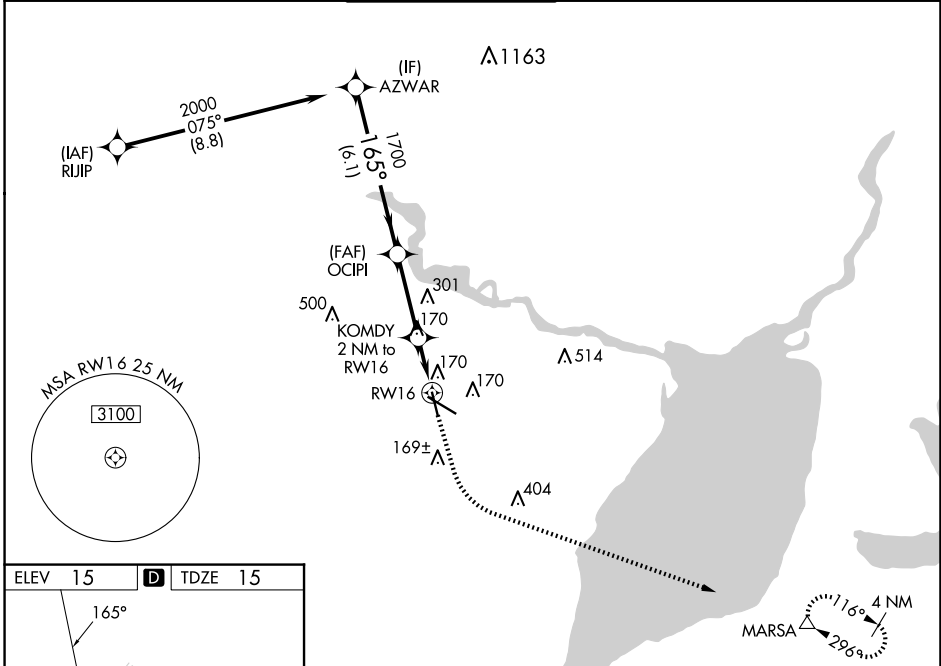 1163
(IF)
AZWAR
2000
075°
(8.8)
(IAF)
RIJIP
1700
165°
(6.1)
(FAF)
OCIPI
301
500
170
KOMDY
2 NM to
RW16
514
170
170
RW16
MSA RW16 25 NM
3100
169±
404
ELEV 15 D TDZE 15
165°
4 NM
116°
MARSA
296°